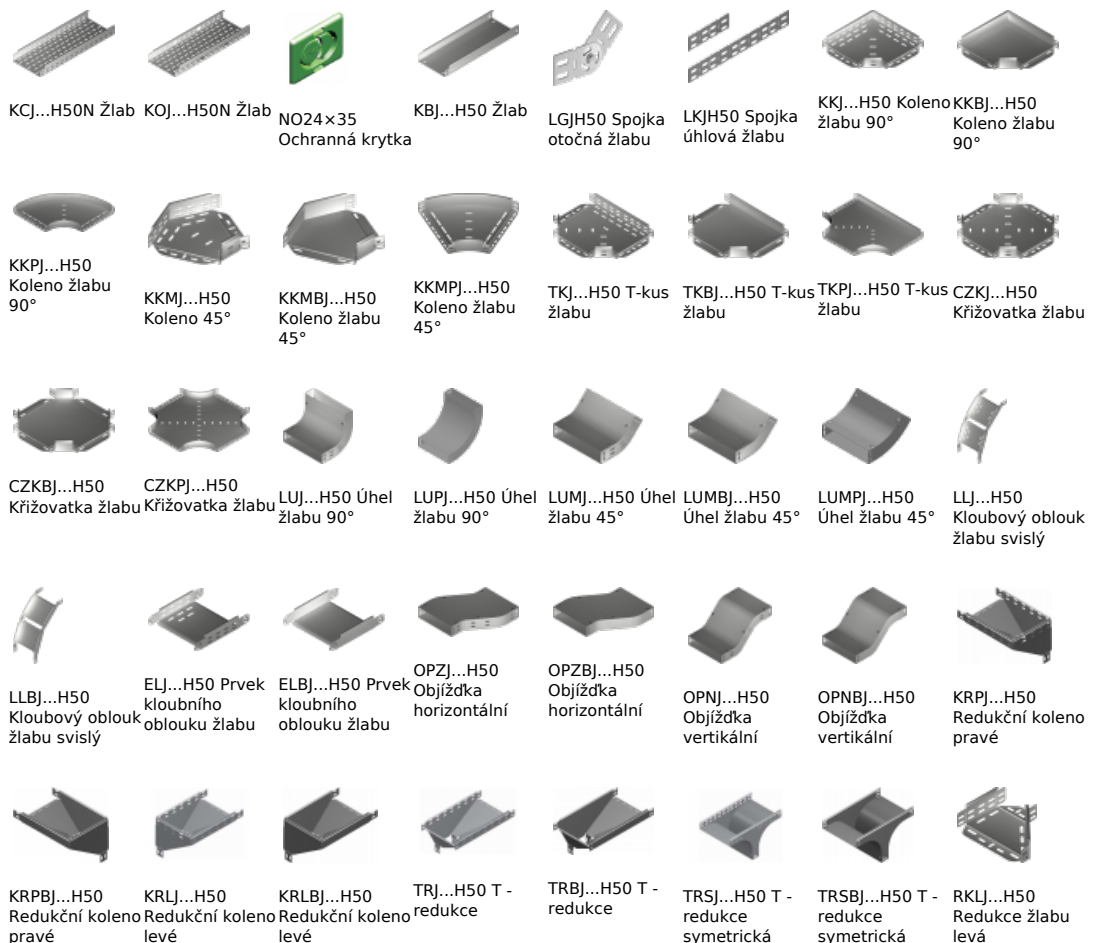 KCJ...H50N Žlab
KOJ...H50N Žlab
NO24×35
Ochranná krytka
KBJ...H50 Žlab
LGJH50 Spojka
otočná žlabu
LKJH50 Spojka
úhlová žlabu
KKJ...H50 Koleno
žlabu 90°
KKBJ...H50
Koleno žlabu
90°
KKPJ...H50
Koleno žlabu
90°
KKMJ...H50
Koleno 45°
KKMBJ...H50
Koleno žlabu
45°
KKMPJ...H50
Koleno žlabu
45°
TKJ...H50 T-kus
žlabu
TKBJ...H50 T-kus
žlabu
TKPJ...H50 T-kus
žlabu
CZKJ...H50
Křižovatka žlabu
CZKBJ...H50
Křižovatka žlabu
CZKPJ...H50
Křižovatka žlabu
LUJ...H50 Úhel
žlabu 90°
LUPJ...H50 Úhel
žlabu 90°
LUMJ...H50 Úhel
žlabu 45°
LUMBJ...H50
Úhel žlabu 45°
LUMPJ...H50
Úhel žlabu 45°
LLJ...H50
Kloubový oblouk
žlabu svislý
LLBJ...H50
Kloubový oblouk
žlabu svislý
ELJ...H50 Prvek
kloubního
oblouku žlabu
ELBJ...H50 Prvek
kloubního
oblouku žlabu
OPZJ...H50
Objížďka
horizontální
OPZBJ...H50
Objížďka
horizontální
OPNJ...H50
Objížďka
vertikální
OPNBJ...H50
Objížďka
vertikální
KRPJ...H50
Redukční koleno
pravé
KRPBJ...H50
Redukční koleno
pravé
KRLJ...H50
Redukční koleno
levé
KRLBJ...H50
Redukční koleno
levé
TRJ...H50 T -
redukce
TRBJ...H50 T -
redukce
TRSJ...H50 T -
redukce
symetrická
TRSBJ...H50 T -
redukce
symetrická
RKLJ...H50
Redukce žlabu
levá